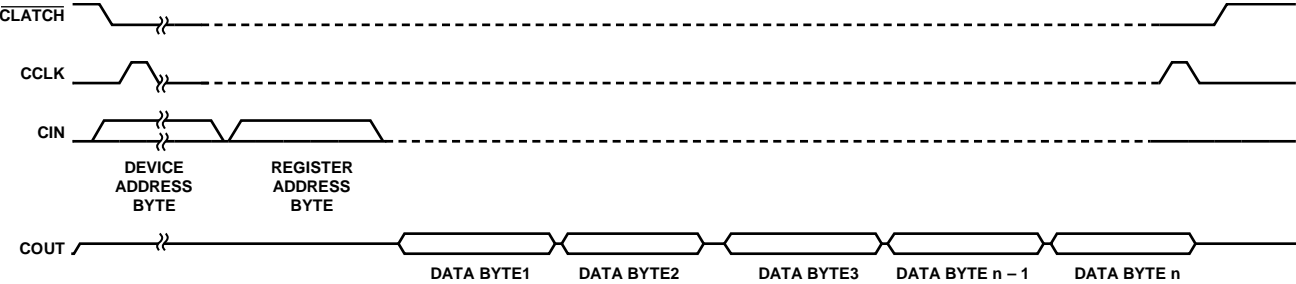 CLATCH
CCLK
CIN
DEVICE
ADDRESS
BYTE
REGISTER
ADDRESS
BYTE
COUT
DATA BYTE1
DATA BYTE2
DATA BYTE3
DATA BYTE n – 1
DATA BYTE n